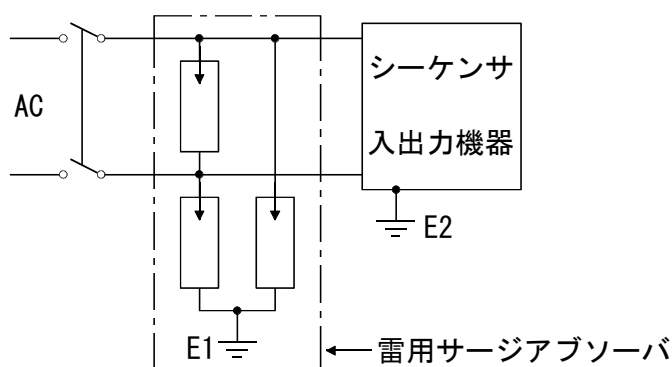 シーケンサ
AC
入出力機器
E2
E1
雷用サージアブソーバ